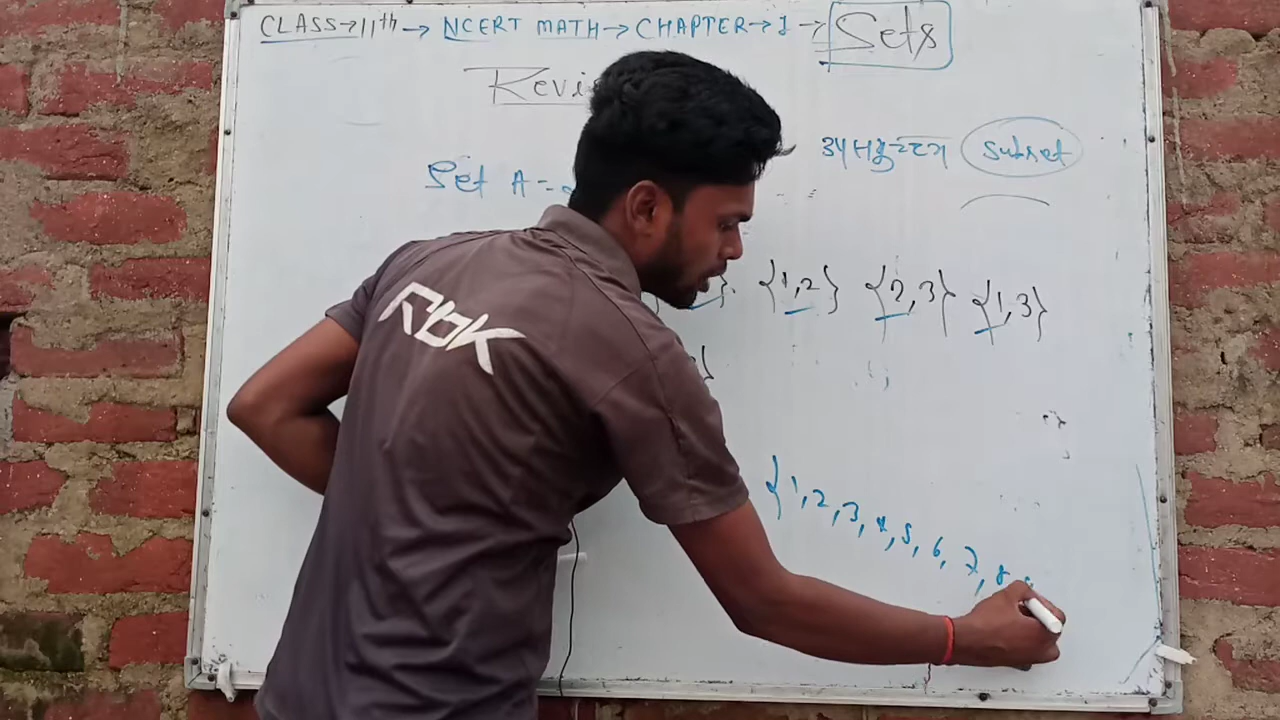 CLASS→11th → NCERT MATH→ CHAPTER→1 → Sets
उपसमुच्चय Subset
Set A =
{1,2} {2,3} {1,3}
RbK
{1,2,3,4,5,6,7,8